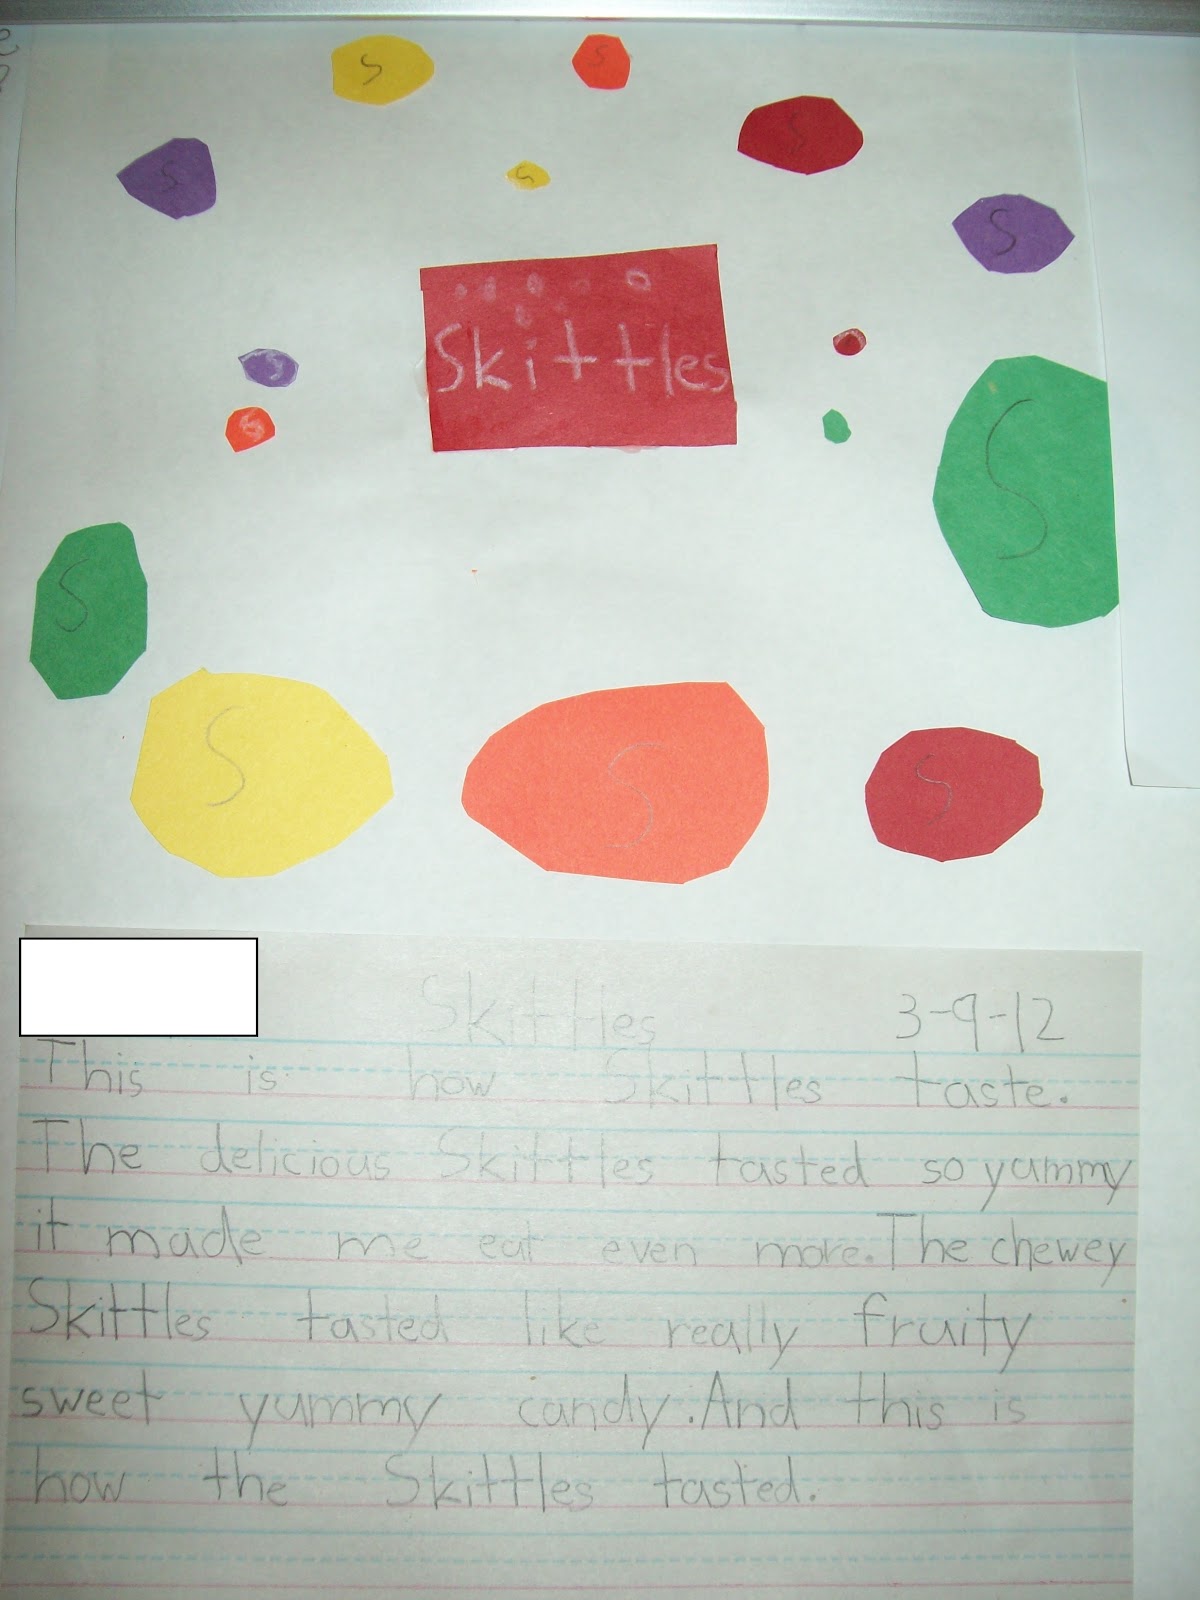 S
S
S
S
S
S
Skittles
S
S
S
S
S
S
S
Skittles
3-9-12
This is how Skittles taste.
The delicious Skittles tasted so yummy
it made me eat even more. The chewey
Skittles tasted like really fruity
sweet yummy candy. And this is
how the Skittles tasted.